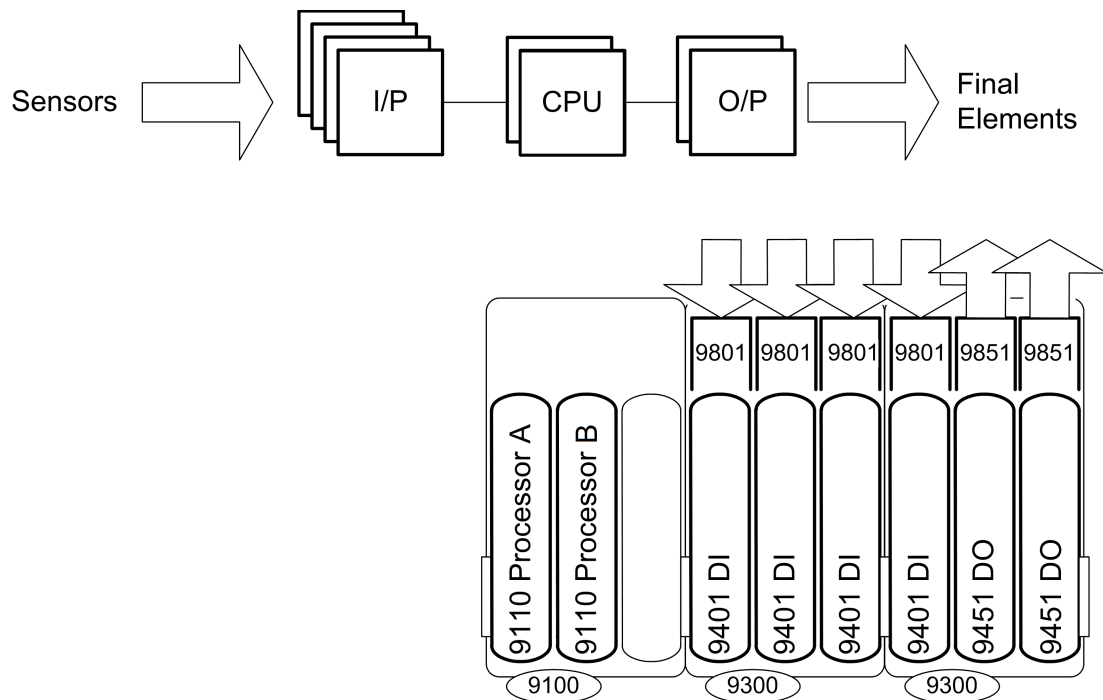 Sensors
I/P
CPU
O/P
Final
Elements
9801
9801
9801
9801
9851
9851
9110 Processor A
9110 Processor B
9401 DI
9401 DI
9401 DI
9401 DI
9451 DO
9451 DO
9100
9300
9300